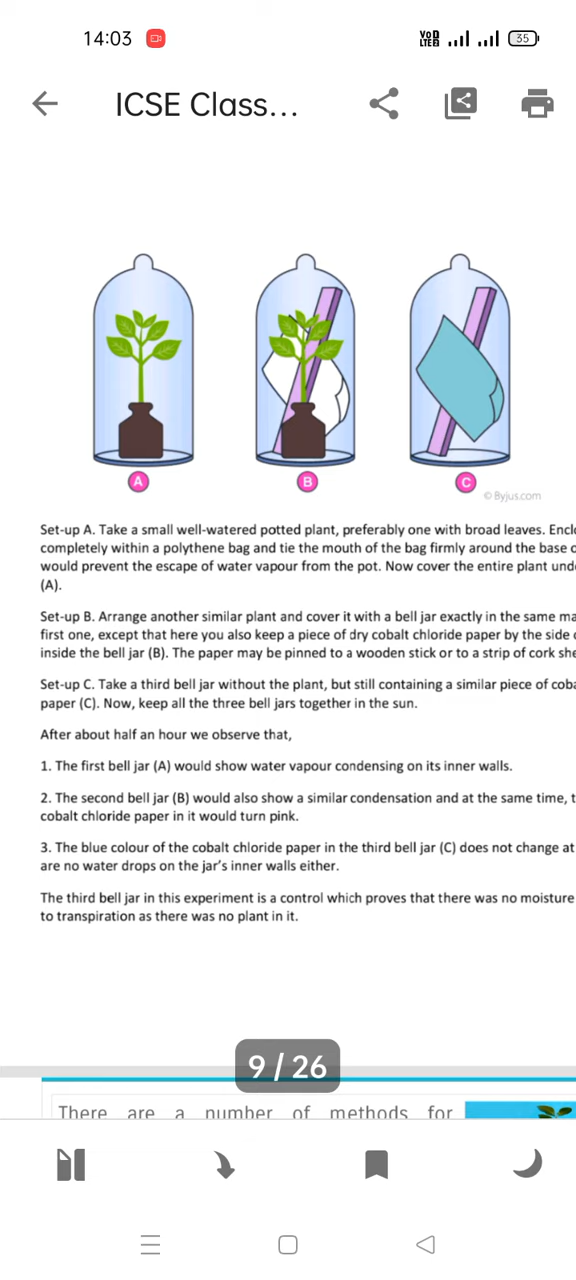 14:03
VoD LTE2
35
ICSE Class...
A
B
C
© Byjus.com
Set-up A. Take a small well-watered potted plant, preferably one with broad leaves. Encl
completely within a polythene bag and tie the mouth of the bag firmly around the base
would prevent the escape of water vapour from the pot. Now cover the entire plant und
(A).
Set-up B. Arrange another similar plant and cover it with a bell jar exactly in the same ma
first one, except that here you also keep a piece of dry cobalt chloride paper by the side
inside the bell jar (B). The paper may be pinned to a wooden stick or to a strip of cork she
Set-up C. Take a third bell jar without the plant, but still containing a similar piece of coba
paper (C). Now, keep all the three bell jars together in the sun.
After about half an hour we observe that,
1. The first bell jar (A) would show water vapour condensing on its inner walls.
2. The second bell jar (B) would also show a similar condensation and at the same time, t
cobalt chloride paper in it would turn pink.
3. The blue colour of the cobalt chloride paper in the third bell jar (C) does not change at
are no water drops on the jar's inner walls either.
The third bell jar in this experiment is a control which proves that there was no moisture
to transpiration as there was no plant in it.
9 / 26
There are a number of methods for